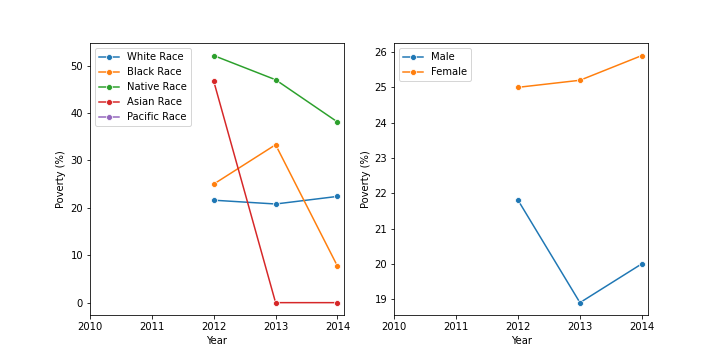 White Race
Black Race
Native Race
Asian Race
Pacific Race
50
40
30
20
10
0
Poverty (%)
2010 2011 2012 2013 2014
Year
Male
Female
26
25
24
23
22
21
20
19
Poverty (%)
2010 2011 2012 2013 2014
Year